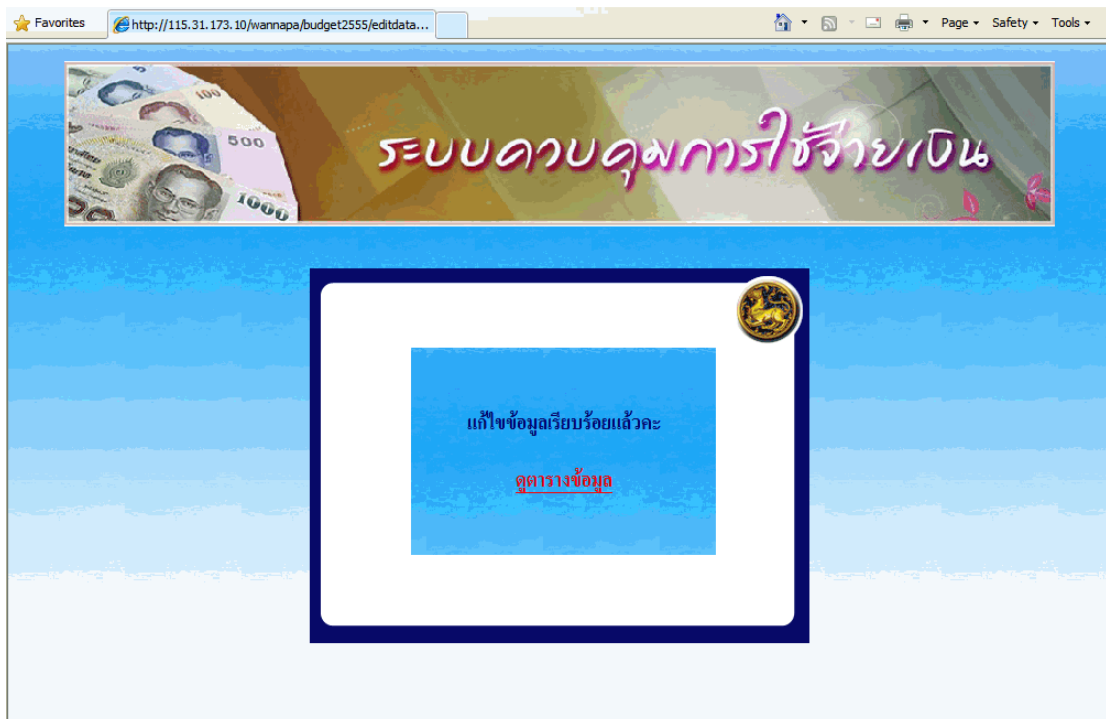 Favorites
http://115.31.173.10/wannapa/budget2555/editdata...
Page
Safety
Tools
100
500
1000
ระบบควบคุมการใช้จ่ายเงิน
แก้ไขข้อมูลเรียบร้อยแล้วคะ
ดูตารางข้อมูล